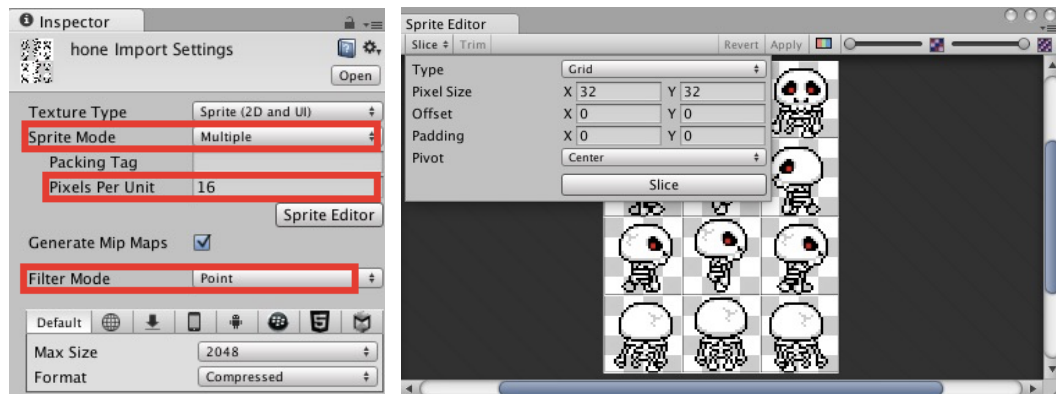 Inspector
hone Import Settings
Open
Texture Type Sprite (2D and UI)
Sprite Mode Multiple
Packing Tag
Pixels Per Unit 16
Sprite Editor
Generate Mip Maps
Filter Mode Point
Default
Max Size 2048
Format Compressed
Sprite Editor
Slice Trim Revert Apply
Type Grid
Pixel Size X 32 Y 32
Offset X 0 Y 0
Padding X 0 Y 0
Pivot Center
Slice